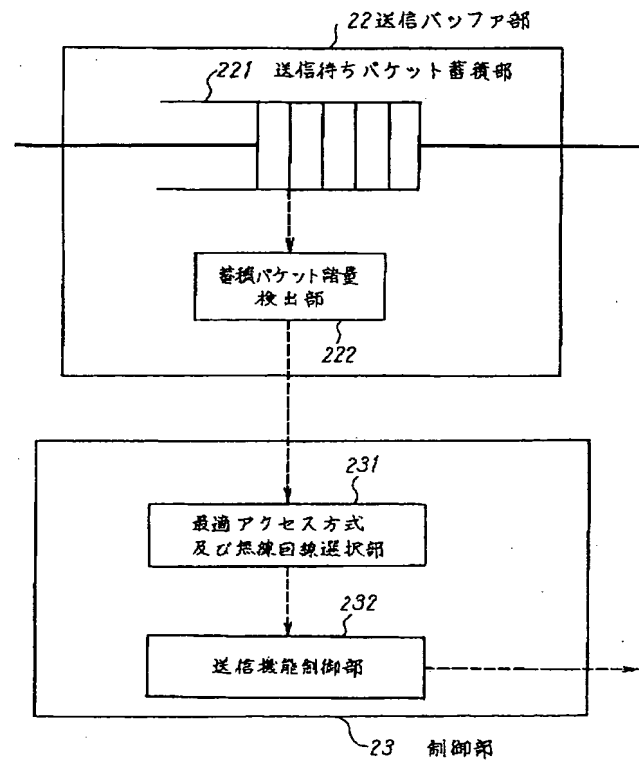 22送信バッファ部
221 送信待ちパケット蓄積部
蓄積パケット諸量
検出部
222
231
最適アクセス方式
及び無線回線選択部
232
送信機能制御部
23 制御部